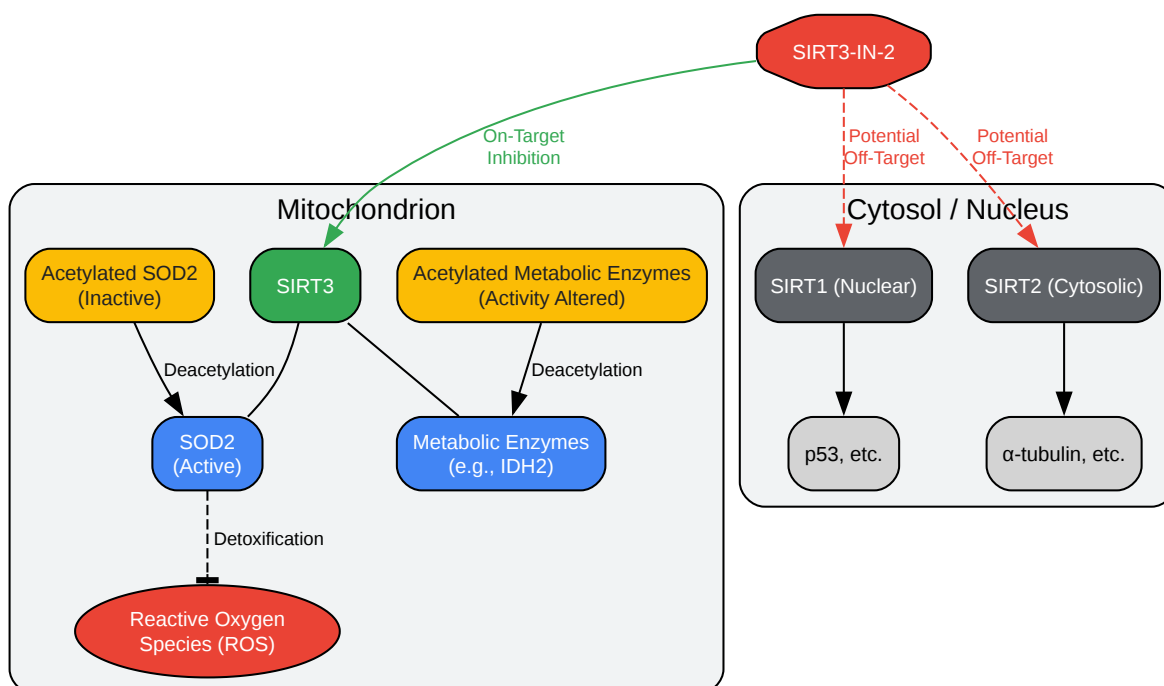 SIRT3-IN-2
On-Target
Inhibition
Potential
Off-Target
Potential
Off-Target
Mitochondrion
Cytosol / Nucleus
Acetylated SOD2
(Inactive)
SIRT3
Acetylated Metabolic Enzymes
(Activity Altered)
SIRT1 (Nuclear)
SIRT2 (Cytosolic)
Deacetylation
Deacetylation
SOD2
(Active)
Metabolic Enzymes
(e.g., IDH2)
p53, etc.
α-tubulin, etc.
Detoxification
Reactive Oxygen
Species (ROS)